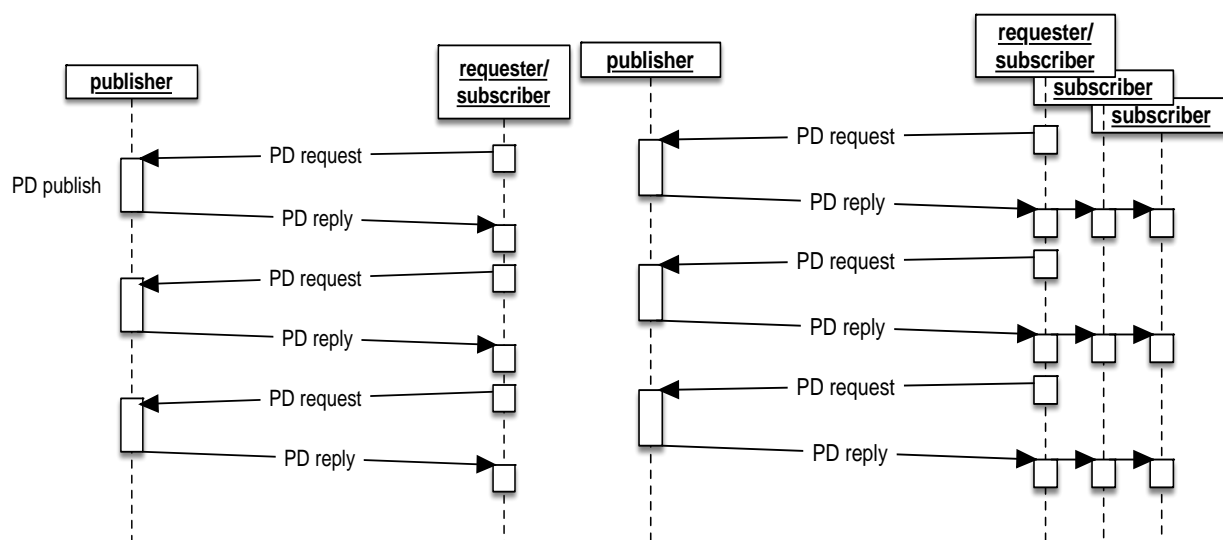 publisher
requester/
subscriber
PD request
PD publish
PD reply
PD request
PD reply
PD request
PD reply
publisher
requester/
subscriber
subscriber
subscriber
PD request
PD reply
PD request
PD reply
PD request
PD reply